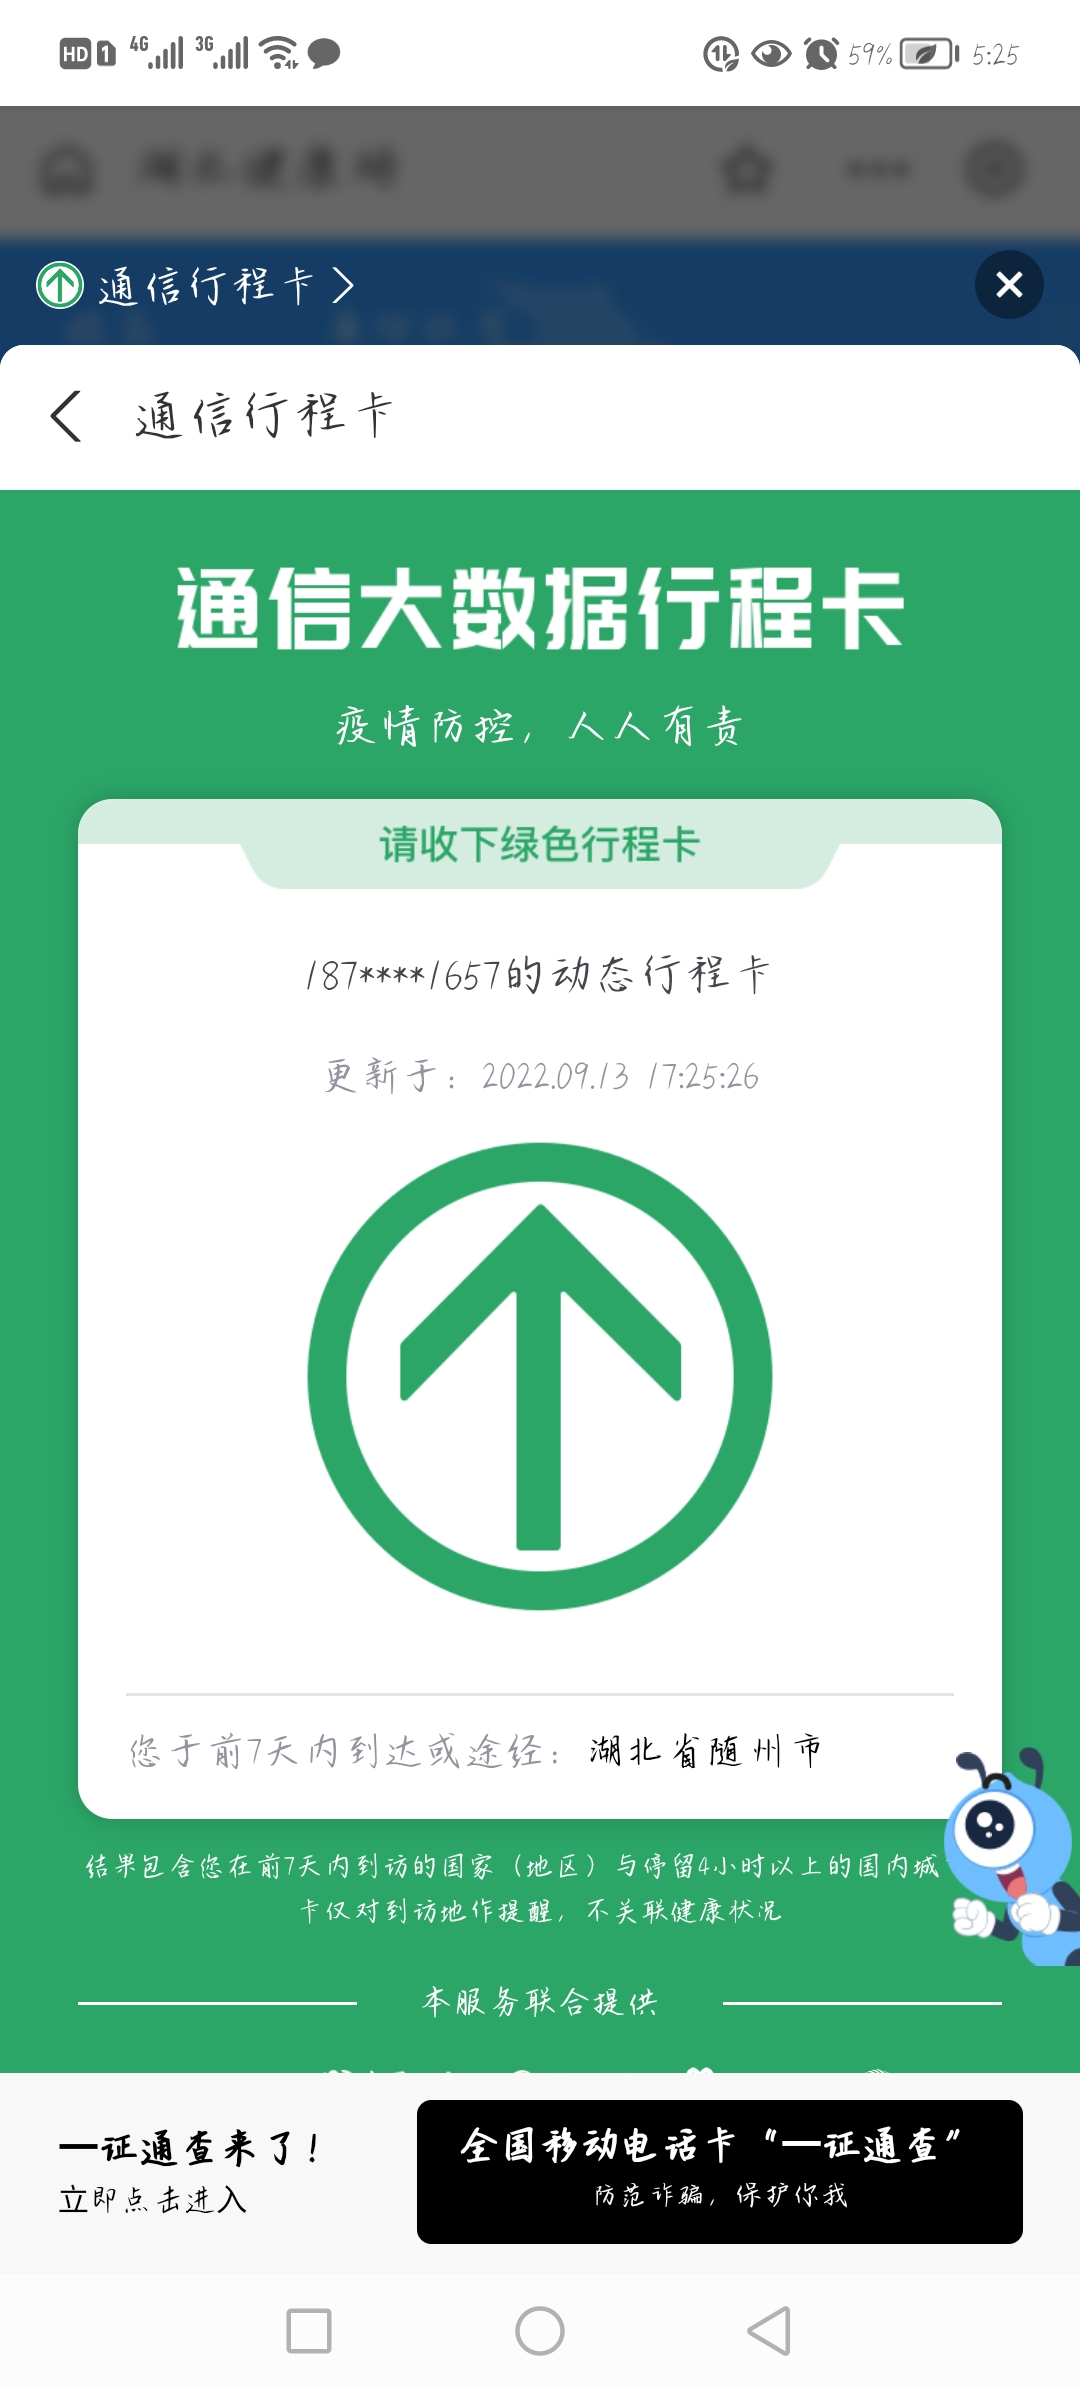 HD 1 4G 3G 59% 5:25
湖北健康码
通信行程卡
通信行程卡
通信大数据行程卡
疫情防控，人人有责
请收下绿色行程卡
187****1657的动态行程卡
更新于：2022.09.13 17:25:26
您于前7天内到达或途经：湖北省随州市
结果包含您在前7天内到访的国家（地区）与停留4小时以上的国内城
卡仅对到访地作提醒，不关联健康状况
本服务联合提供
一证通查来了！
立即点击进入
全国移动电话卡“一证通查”
防范诈骗，保护你我